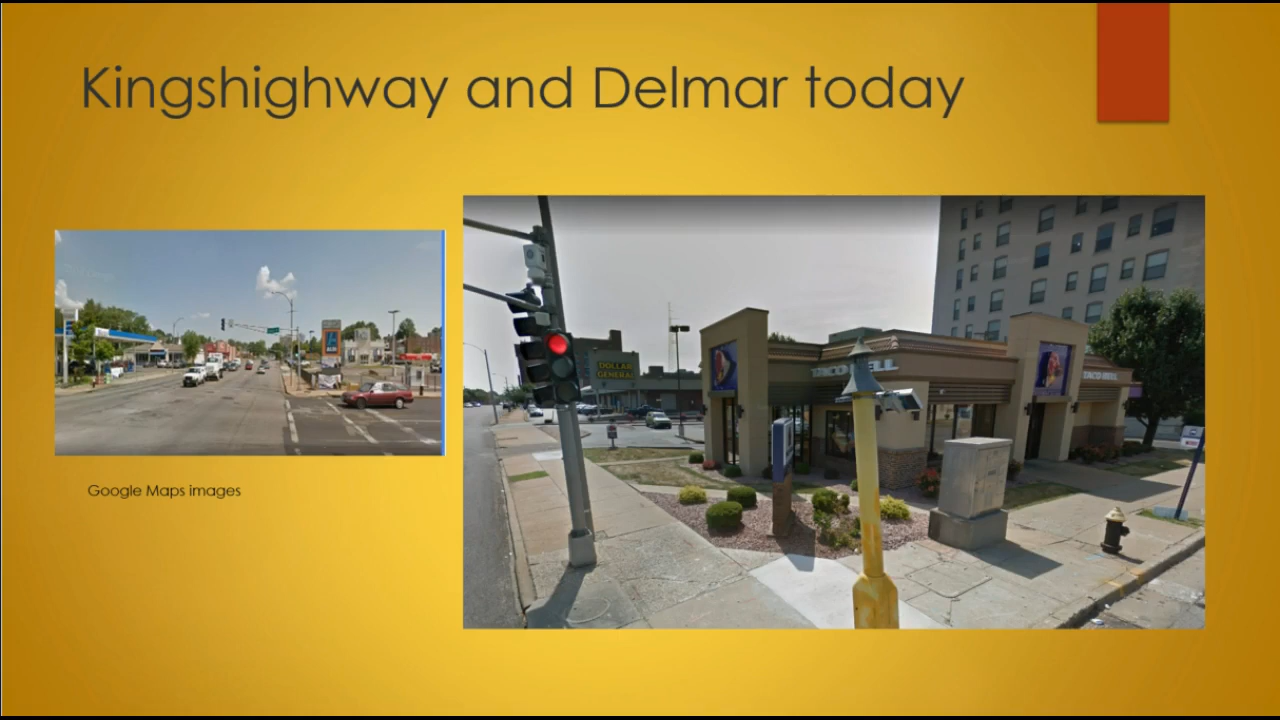 Kingshighway and Delmar today
DOLLAR
GENERAL
TACO BELL
Google Maps images